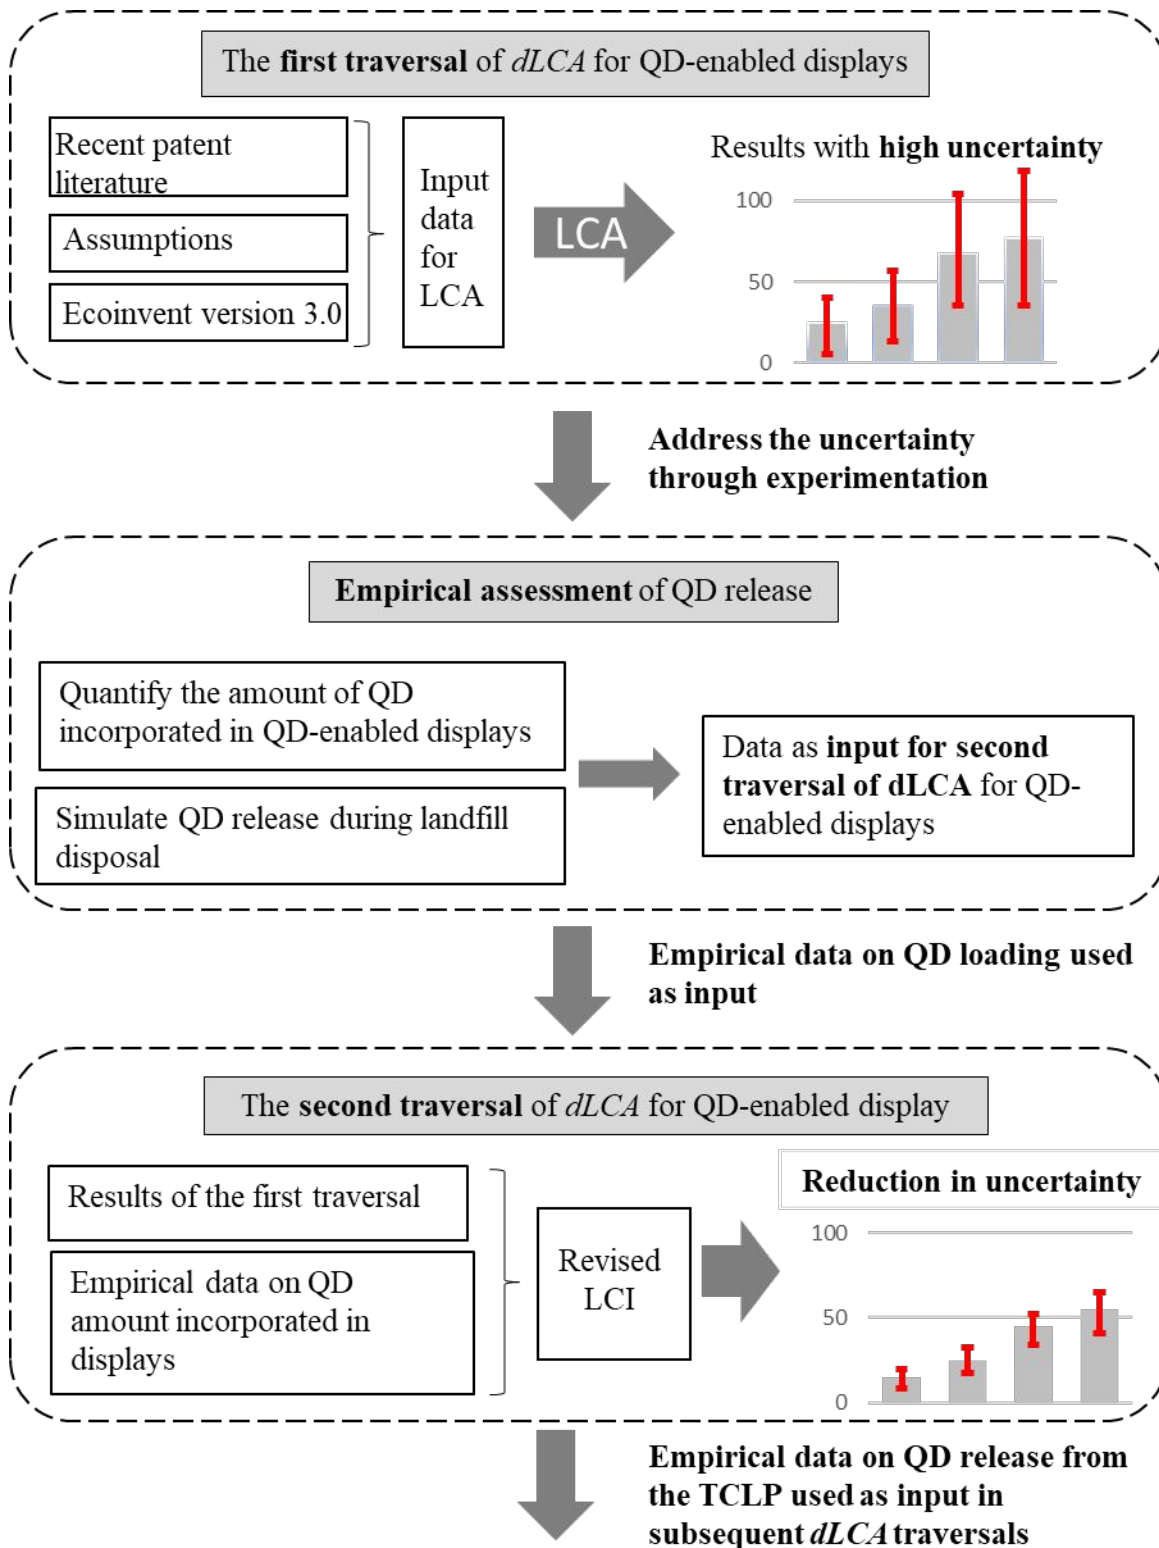 The first traversal of dLCA for QD-enabled displays
Recent patent
literature
Assumptions
Ecoinvent version 3.0
Input
data
for
LCA
LCA
Results with high uncertainty
100
50
0
Address the uncertainty
through experimentation
Empirical assessment of QD release
Quantify the amount of QD
incorporated in QD-enabled displays
Simulate QD release during landfill
disposal
Data as input for second
traversal of dLCA for QD-
enabled displays
Empirical data on QD loading used
as input
The second traversal of dLCA for QD-enabled display
Results of the first traversal
Empirical data on QD
amount incorporated in
displays
Revised
LCI
Reduction in uncertainty
100
50
0
Empirical data on QD release from
the TCLP used as input in
subsequent dLCA traversals